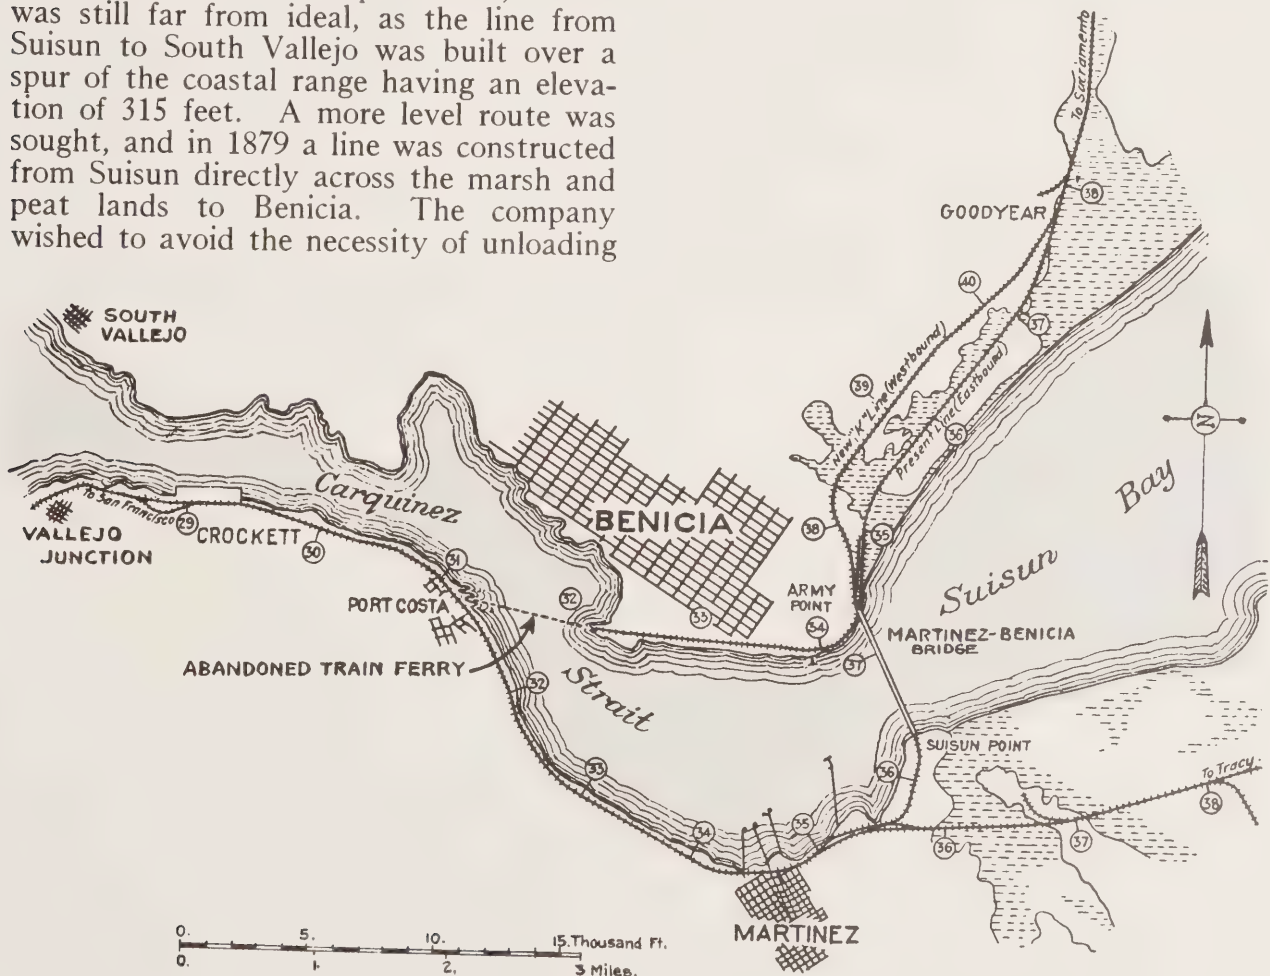 was still far from ideal, as the line from
Suisun to South Vallejo was built over a
spur of the coastal range having an eleva-
tion of 315 feet. A more level route was
sought, and in 1879 a line was constructed
from Suisun directly across the marsh and
peat lands to Benicia. The company
wished to avoid the necessity of unloading
To Sacramento
38
GOODYEAR
40
37
SOUTH
VALLEJO
39
New "K" Line (Westbound)
Present Line (Eastbound)
36
N
Carquinez
Bay
BENICIA
To San Francisco
29
CROCKETT
30
VALLEJO
JUNCTION
38
35
31
Suisun
PORT COSTA
32
33
ARMY
POINT
34
MARTINEZ-BENICIA
BRIDGE
37
ABANDONED TRAIN FERRY
32
Strait
SUISUN POINT
33
36
To Tracy.
38
34
35
36
37
MARTINEZ
0. 5. 10. 15. Thousand Ft.
0. 1. 2. 3 Miles.